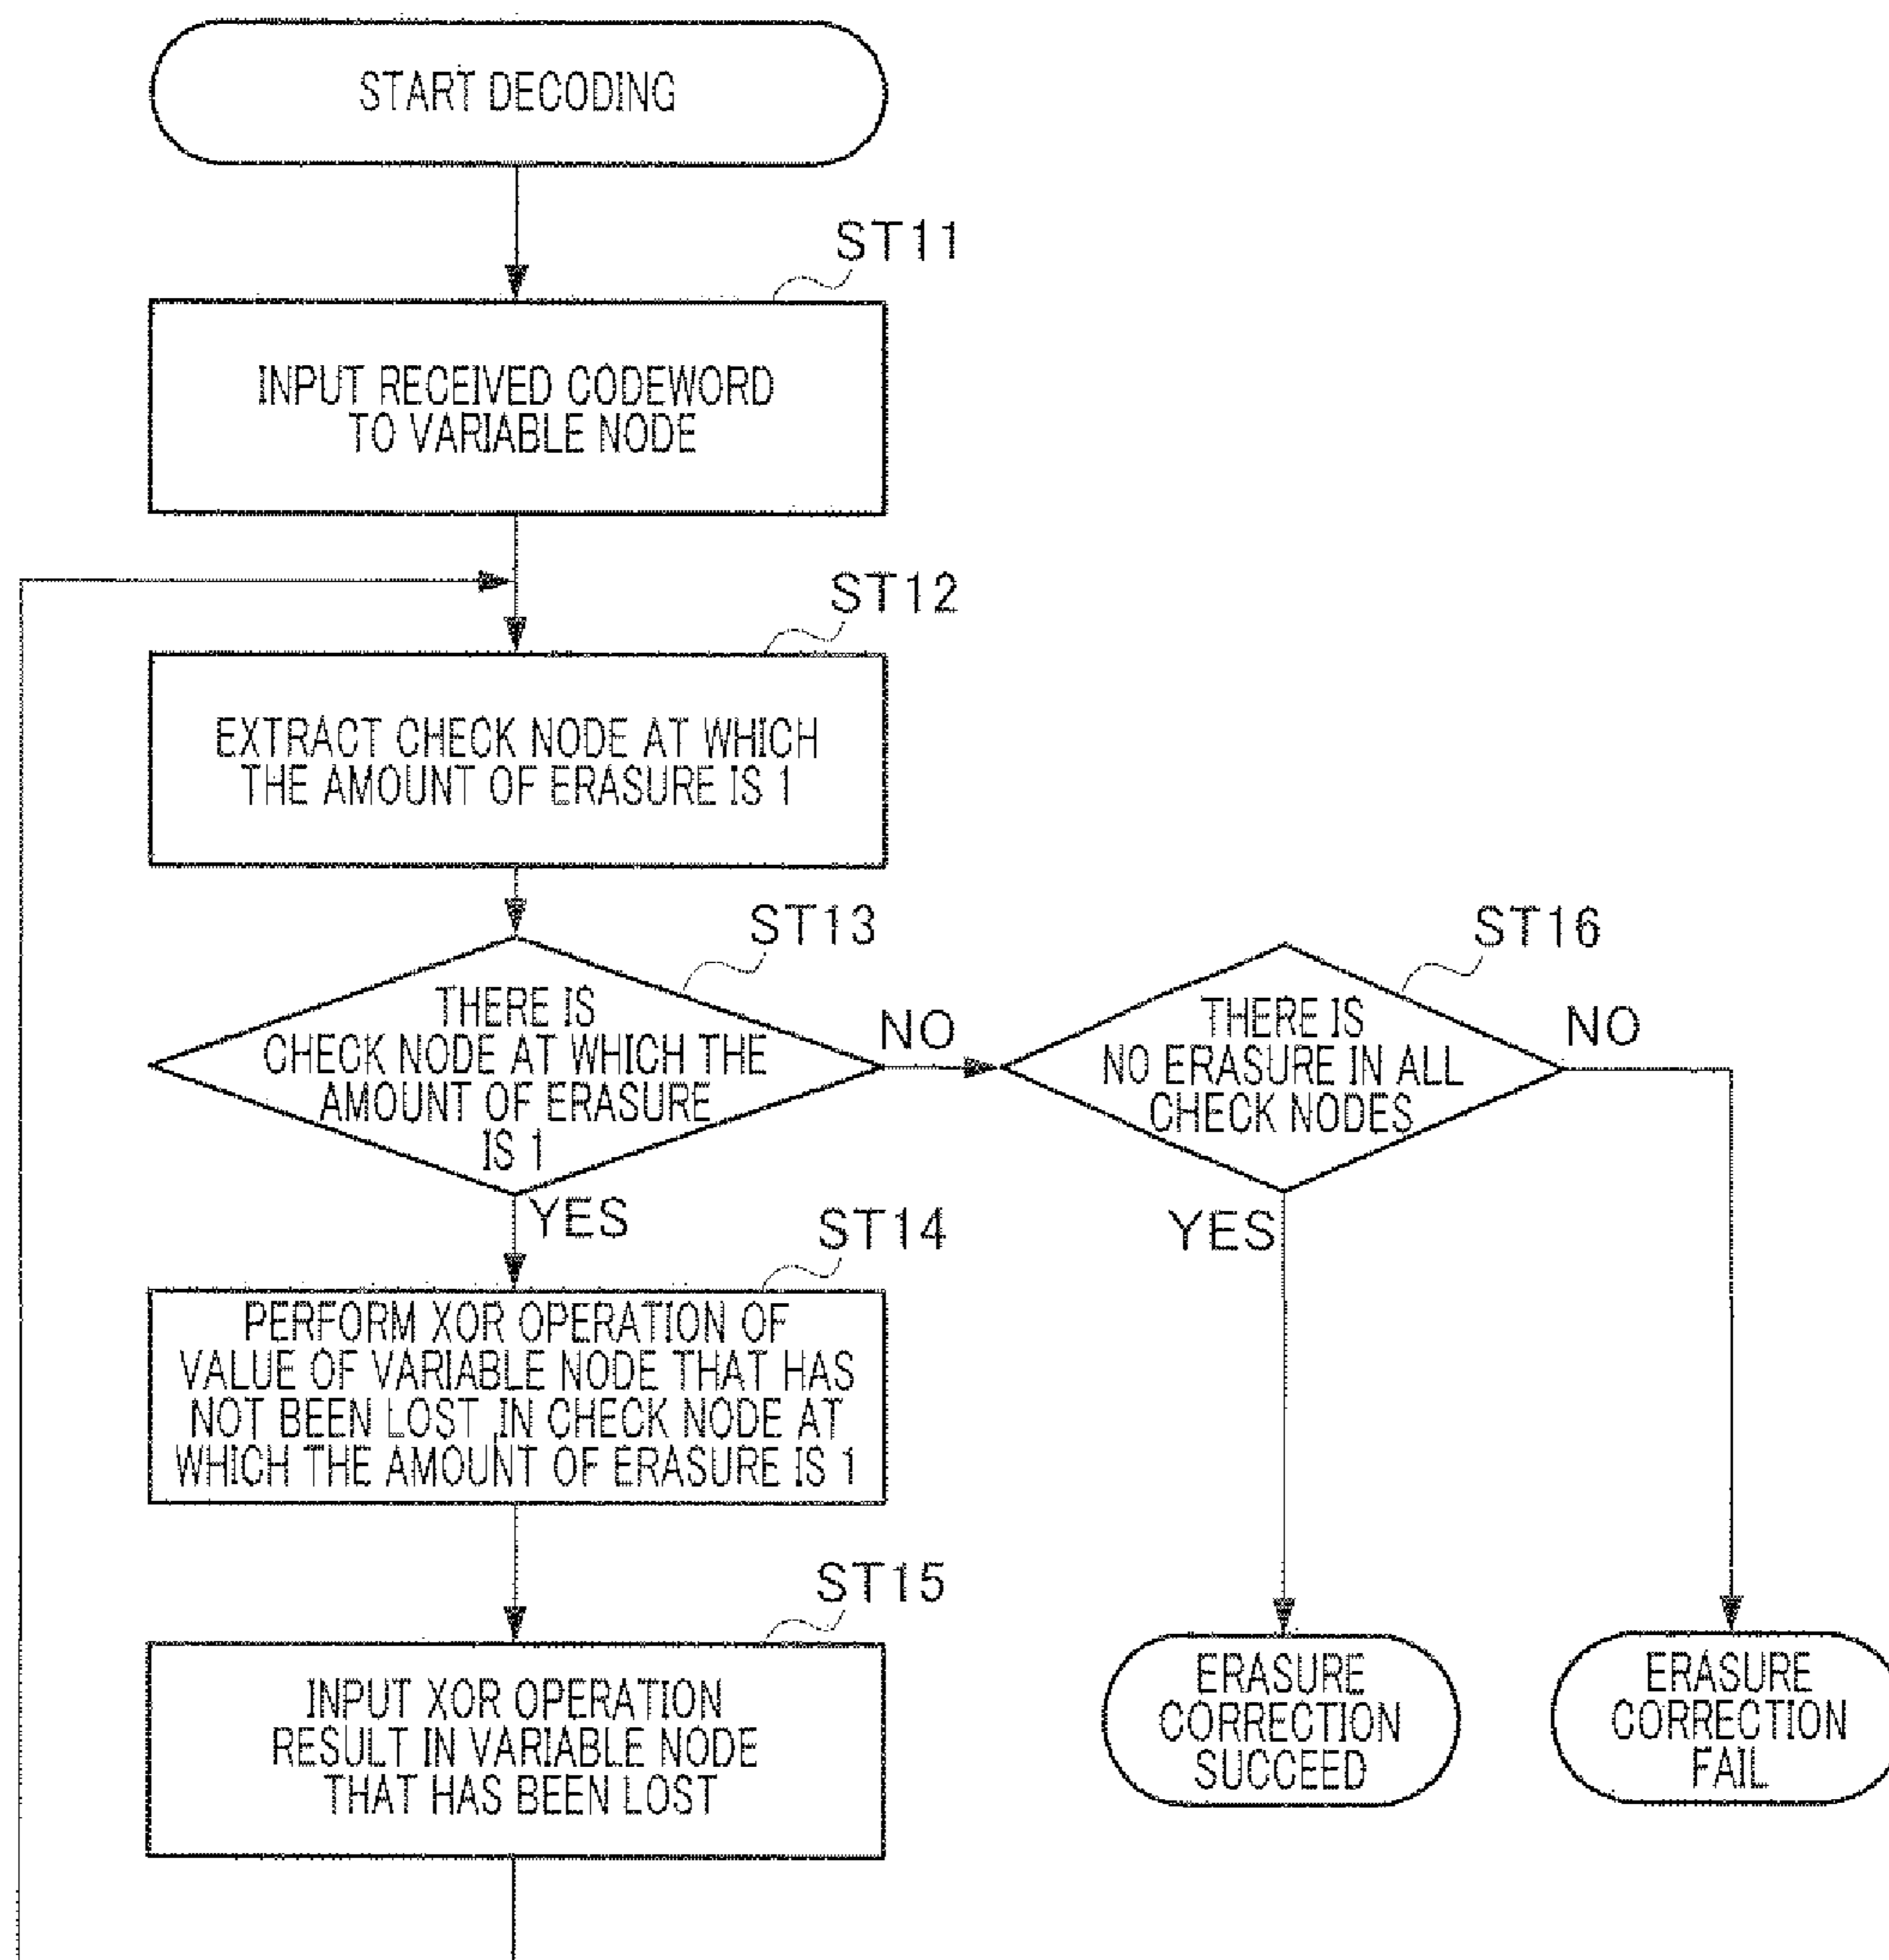 START DECODING
ST11
INPUT RECEIVED CODEWORD
TO VARIABLE NODE
ST12
EXTRACT CHECK NODE AT WHICH
THE AMOUNT OF ERASURE IS 1
ST13
THERE IS
CHECK NODE AT WHICH THE
AMOUNT OF ERASURE
IS 1
NO
ST16
THERE IS
NO ERASURE IN ALL
CHECK NODES
NO
YES
YES
ST14
PERFORM XOR OPERATION OF
VALUE OF VARIABLE NODE THAT HAS
NOT BEEN LOST IN CHECK NODE AT
WHICH THE AMOUNT OF ERASURE IS 1
ST15
INPUT XOR OPERATION
RESULT IN VARIABLE NODE
THAT HAS BEEN LOST
ERASURE
CORRECTION
SUCCEED
ERASURE
CORRECTION
FAIL